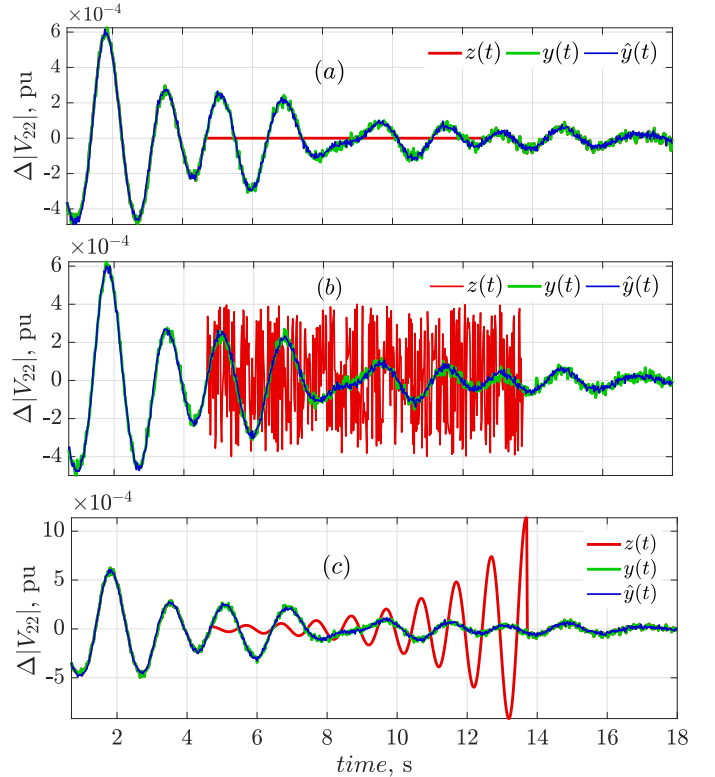 ×10⁻⁴
(a)
z(t) y(t) ŷ(t)
Δ|V₂₂|, pu
6
4
2
0
-2
-4
×10⁻⁴
(b)
z(t) y(t) ŷ(t)
Δ|V₂₂|, pu
6
4
2
0
-2
-4
×10⁻⁴
(c)
z(t)
y(t)
ŷ(t)
Δ|V₂₂|, pu
10
5
0
-5
2 4 6 8 10 12 14 16 18
time, s